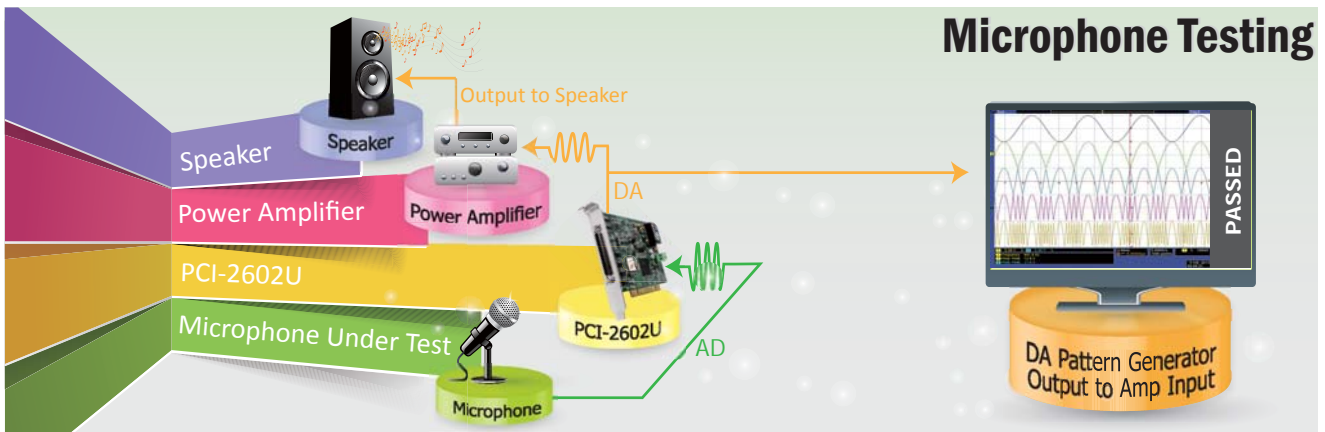 Microphone Testing
Output to Speaker
Speaker
Speaker
DA
Power Amplifier
Power Amplifier
PASSED
PCI-2602U
PCI-2602U
Microphone Under Test
AD
Microphone
DA Pattern Generator
Output to Amp Input